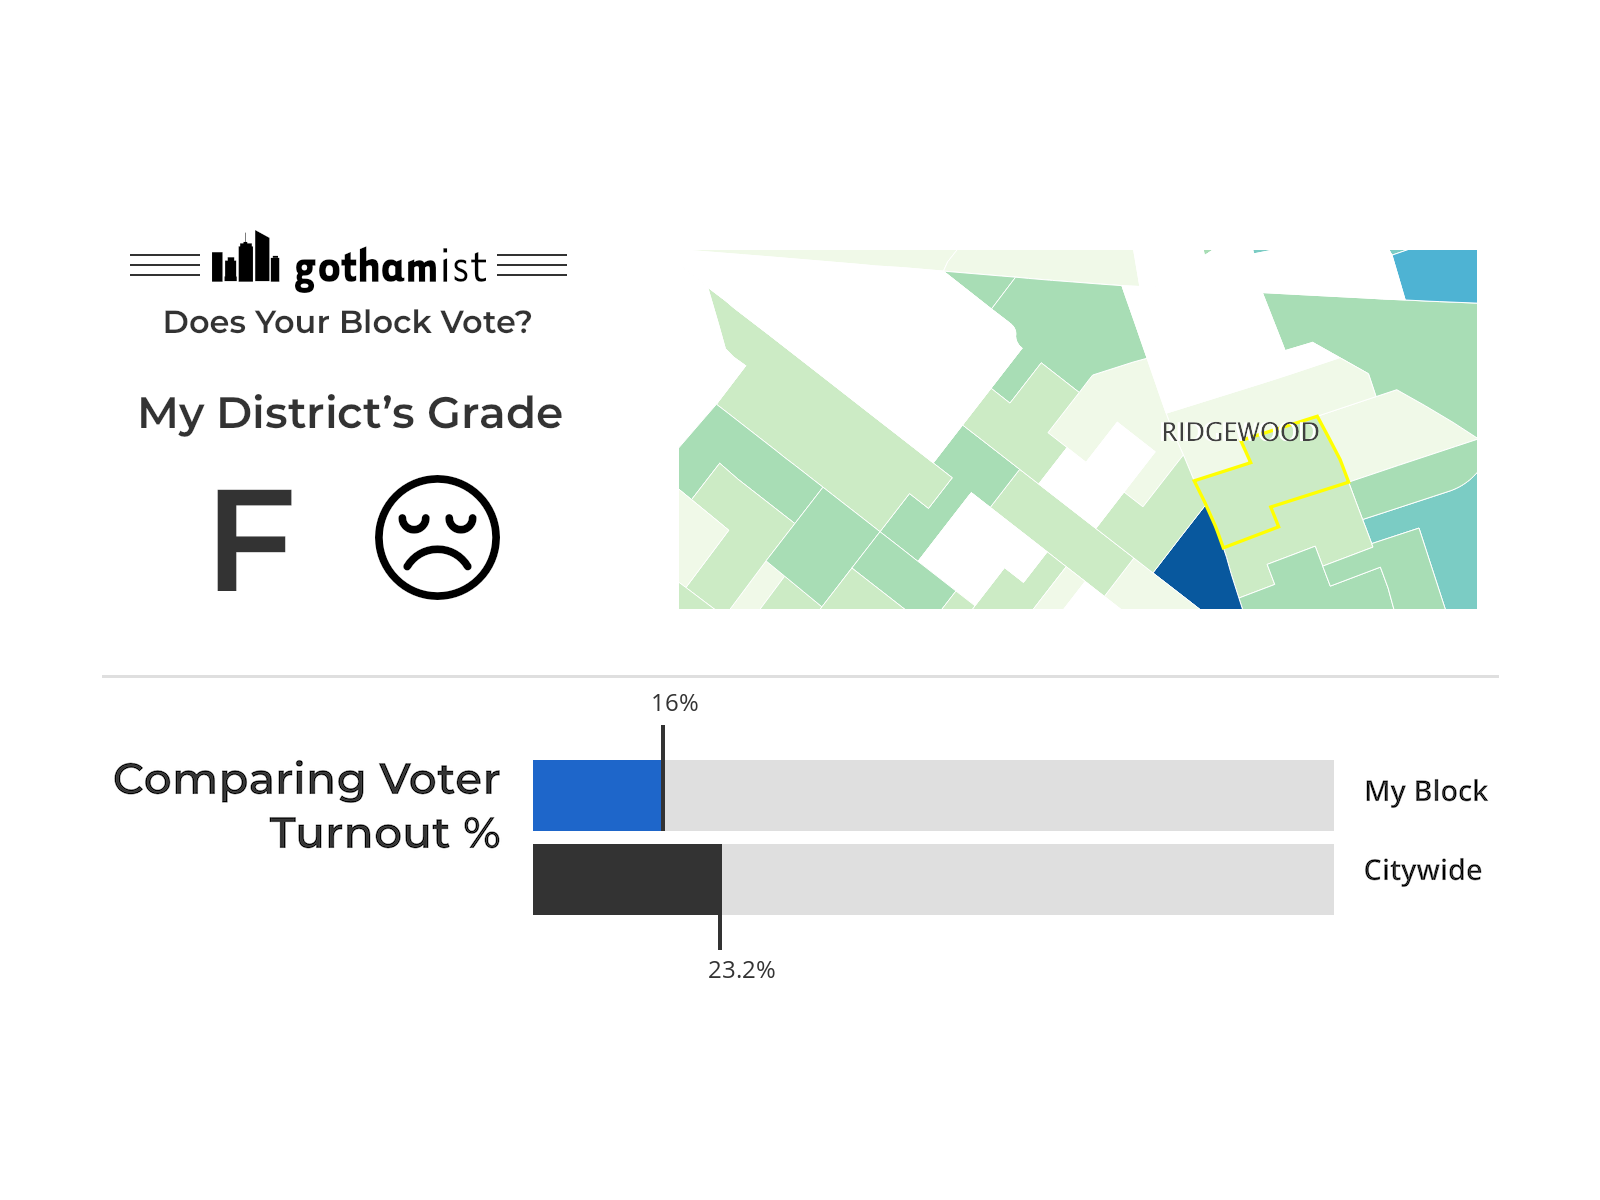 gothamist
Does Your Block Vote?
My District’s Grade
F
RIDGEWOOD
16%
Comparing Voter
Turnout %
My Block
Citywide
23.2%